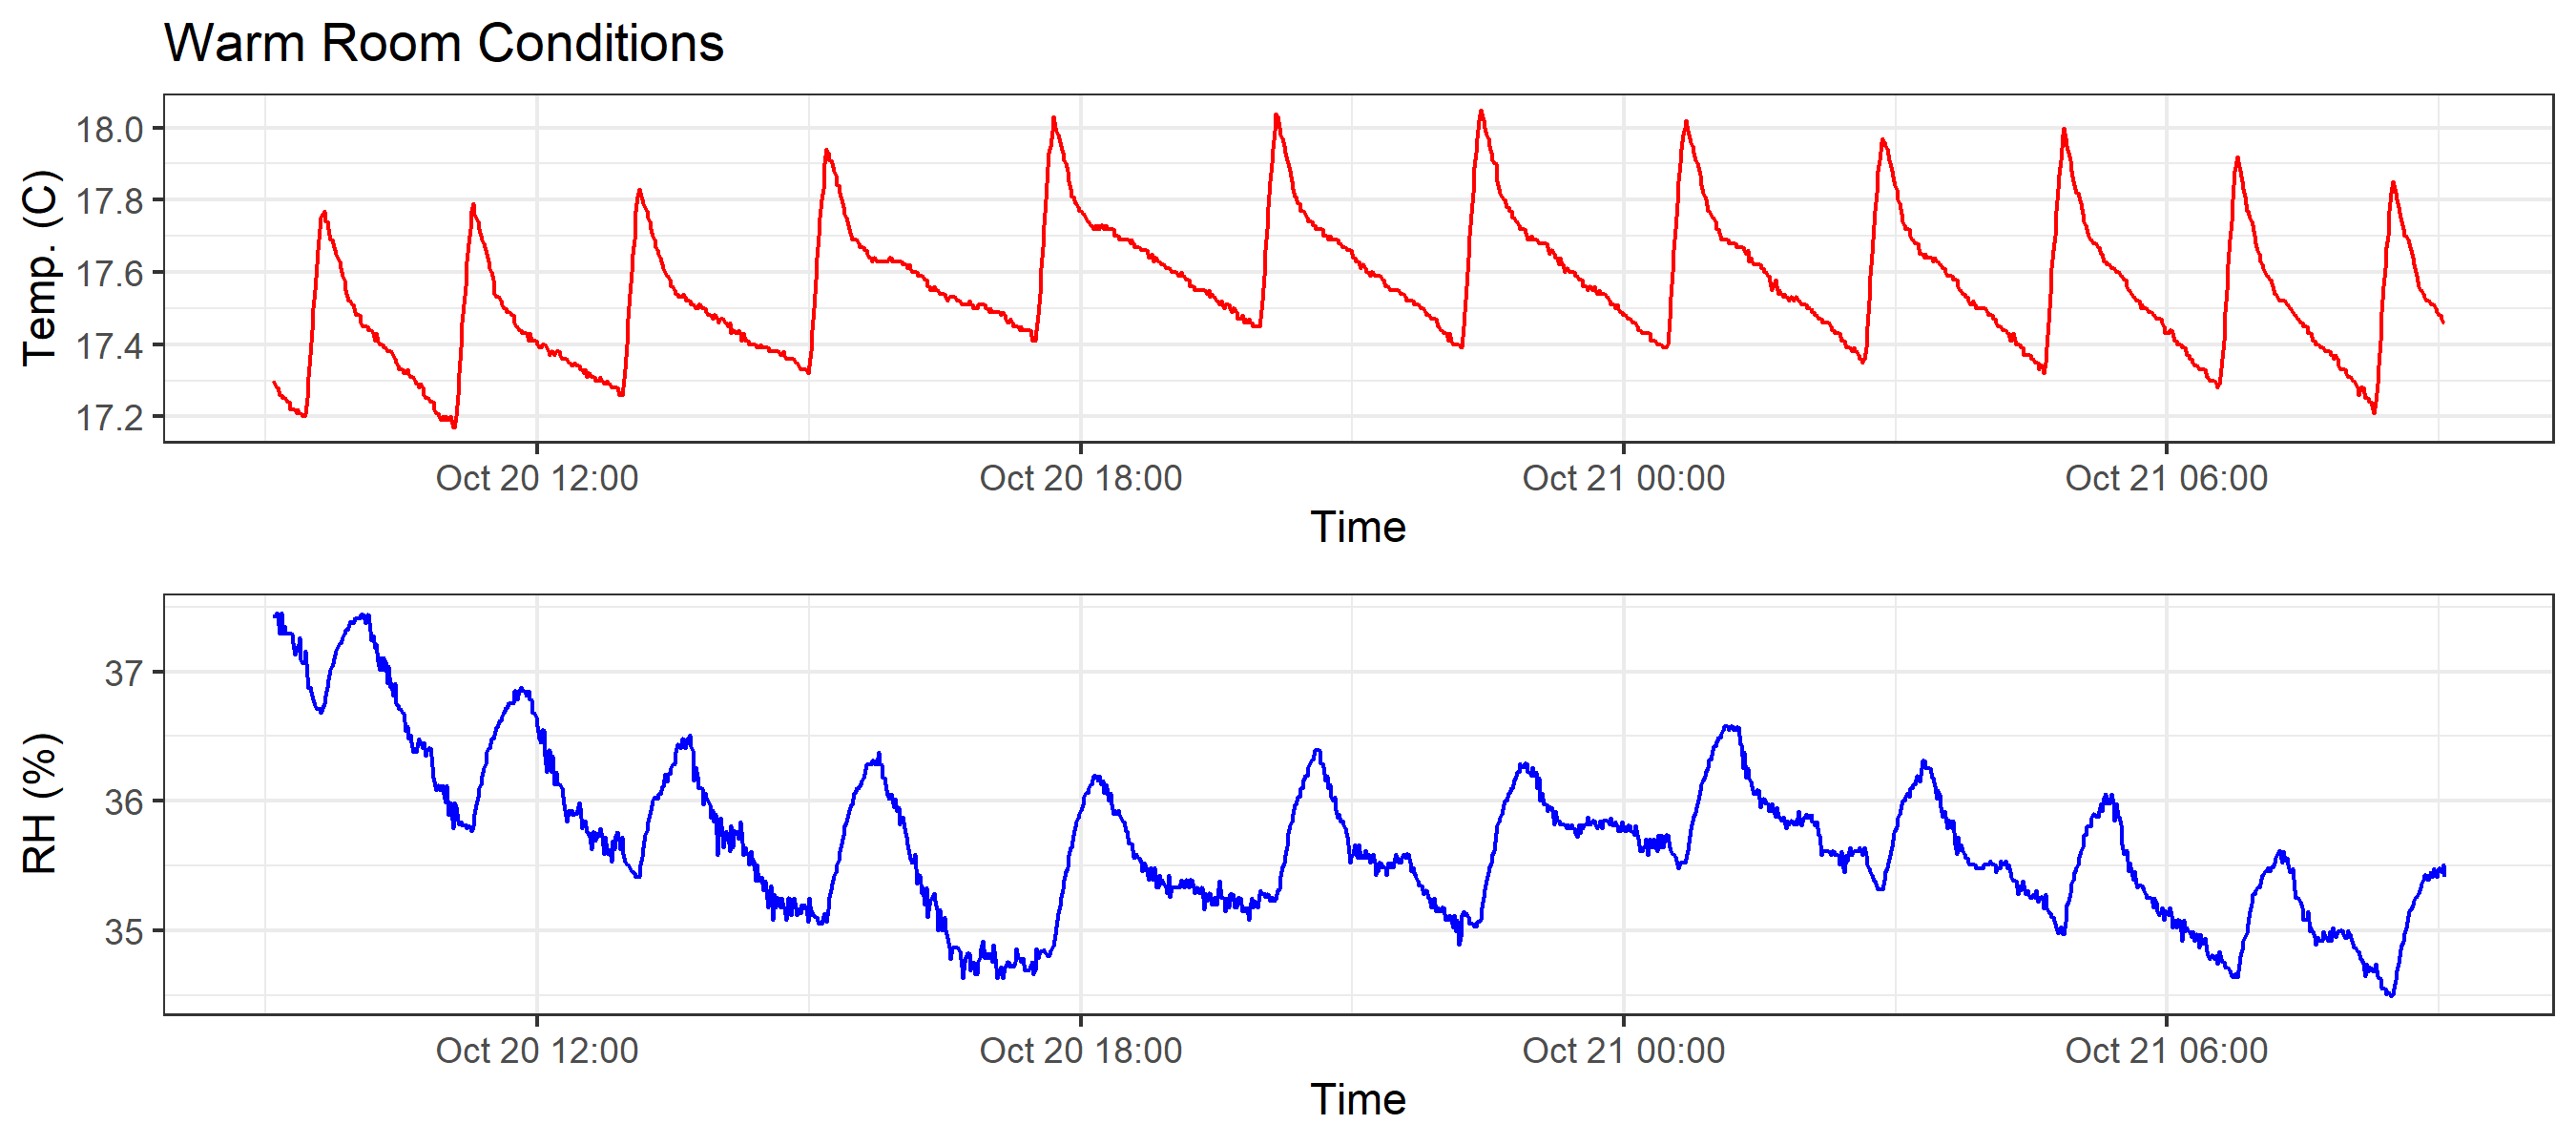 Warm Room Conditions
Temp. (C)
18.0
17.8
17.6
17.4
17.2
Oct 20 12:00 Oct 20 18:00 Oct 21 00:00 Oct 21 06:00
Time
RH (%)
37
36
35
Oct 20 12:00 Oct 20 18:00 Oct 21 00:00 Oct 21 06:00
Time